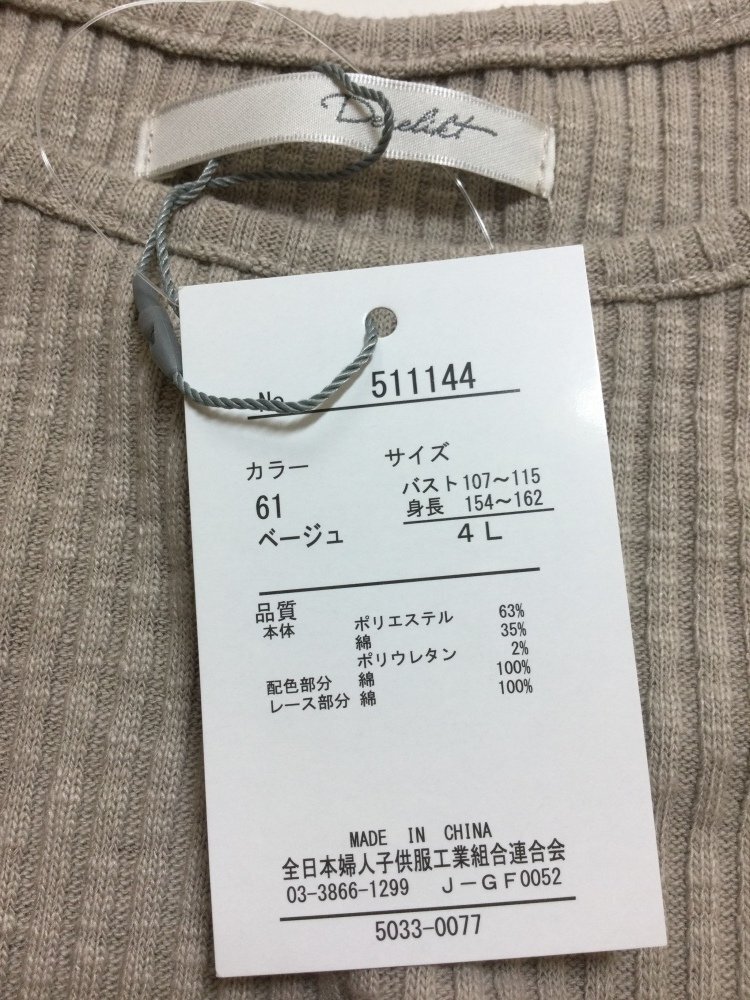 No. 511144
カラー
61
ベージュ
サイズ
バスト 107～115
身長 154～162
4L
品質
本体 ポリエステル 63%
綿 35%
ポリウレタン 2%
配色部分 綿 100%
レース部分 綿 100%
MADE IN CHINA
全日本婦人子供服工業組合連合会
03-3866-1299 J－GF0052
5033-0077